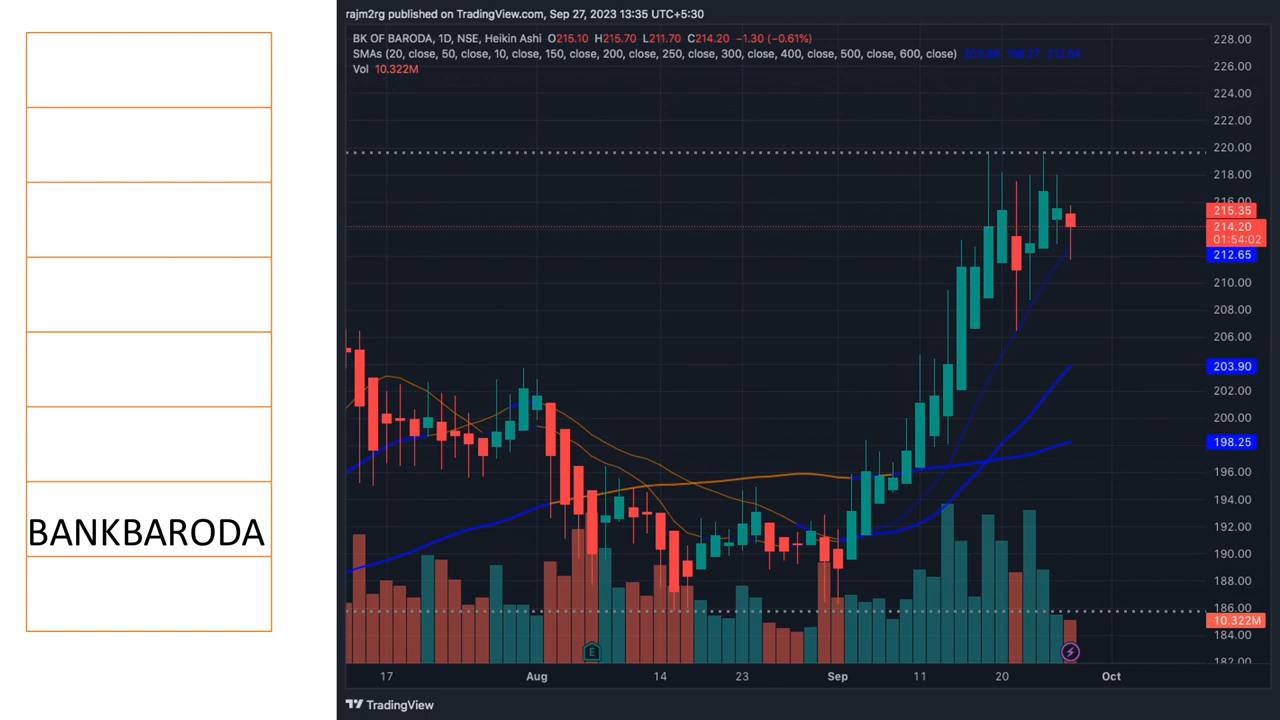 rajm2rg published on TradingView.com, Sep 27, 2023 13:35 UTC+5:30
BK OF BARODA, 1D, NSE, Heikin Ashi O215.10 H215.70 L211.70 C214.20 −1.30 (−0.61%)
SMAs (20, close, 50, close, 10, close, 150, close, 200, close, 250, close, 300, close, 400, close, 500, close, 600, close)
Vol 10.322M
228.00
226.00
224.00
222.00
220.00
218.00
216.00
215.35
214.20
01:54:02
212.65
210.00
208.00
206.00
203.90
202.00
200.00
198.25
196.00
194.00
192.00
190.00
188.00
186.00
10.322M
184.00
182.00
BANKBARODA
E
17 Aug 14 23 Sep 11 20 Oct
TradingView